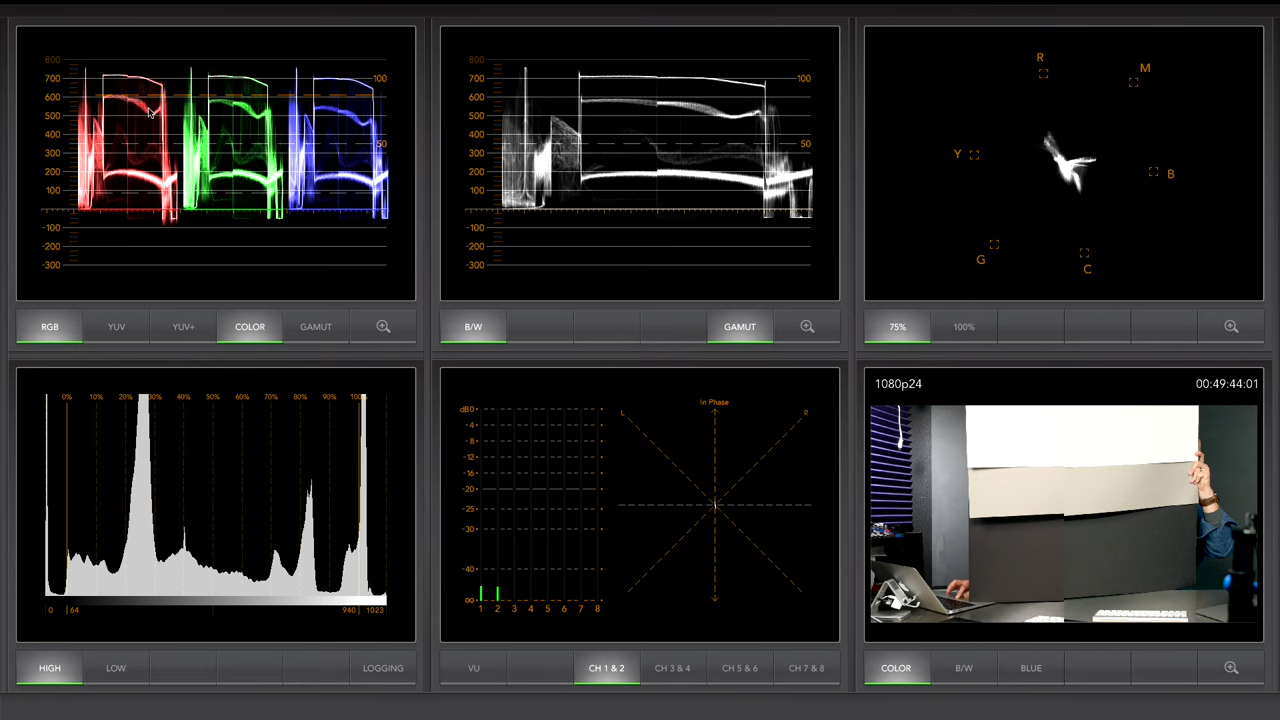 800
700
600
500
400
300
200
100
-100
-200
-300
100
50
RGB YUV YUV+ COLOR GAMUT
800
700
600
500
400
300
200
100
-100
-200
-300
100
50
B/W GAMUT
R
M
Y
B
G
C
75% 100%
0% 10% 20% 30% 40% 50% 60% 70% 80% 90% 100%
0 64 940 1023
HIGH LOW LOGGING
dB0
-4
-8
-12
-16
-20
-25
-30
-40
∞
1 2 3 4 5 6 7 8
In Phase
L R
VU CH 1 & 2 CH 3 & 4 CH 5 & 6 CH 7 & 8
1080p24 00:49:44:01
COLOR B/W BLUE